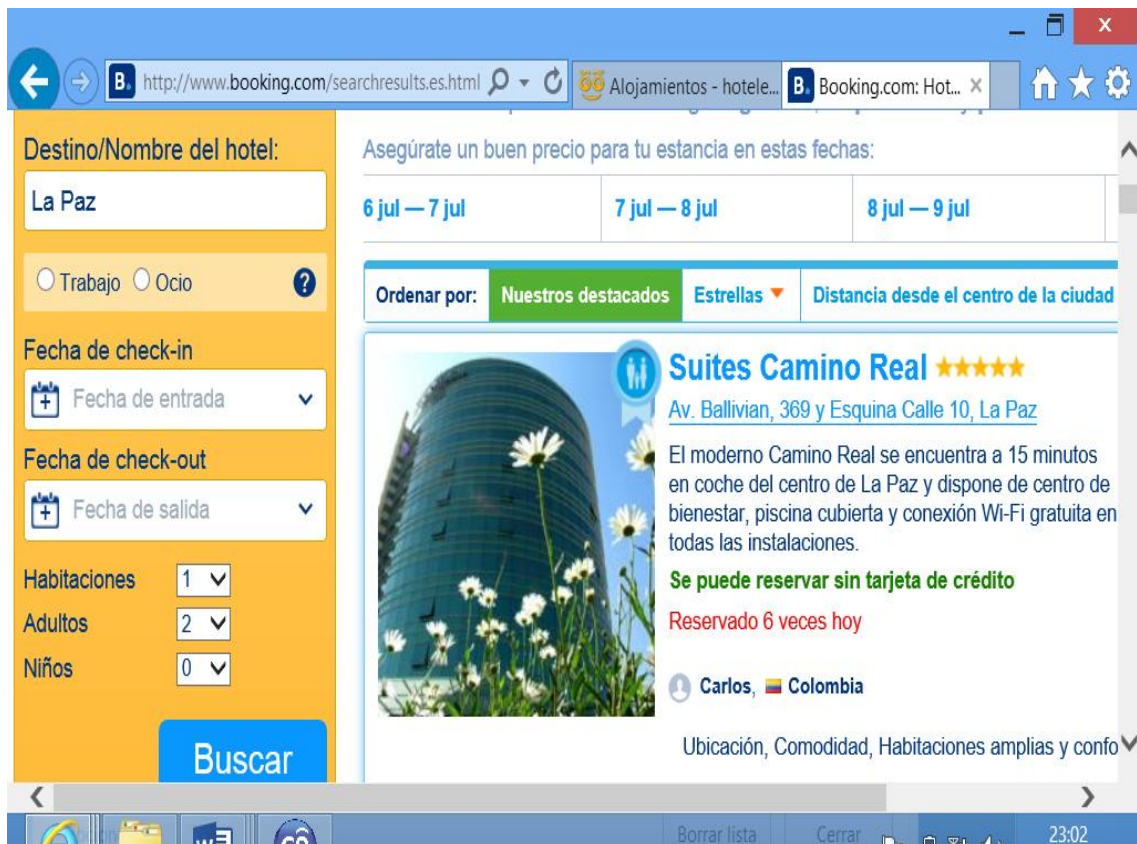 X
B. http://www.booking.com/searchresults.es.html
Alojamientos - hotele...
B. Booking.com: Hot...
Destino/Nombre del hotel:
La Paz
Trabajo Ocio ?
Fecha de check-in
Fecha de entrada
Fecha de check-out
Fecha de salida
Habitaciones 1
Adultos 2
Niños 0
Buscar
Asegúrate un buen precio para tu estancia en estas fechas:
6 jul — 7 jul
7 jul — 8 jul
8 jul — 9 jul
Ordenar por: Nuestros destacados Estrellas Distancia desde el centro de la ciudad
Suites Camino Real
Av. Ballivian, 369 y Esquina Calle 10, La Paz
El moderno Camino Real se encuentra a 15 minutos
en coche del centro de La Paz y dispone de centro de
bienestar, piscina cubierta y conexión Wi-Fi gratuita en
todas las instalaciones.
Se puede reservar sin tarjeta de crédito
Reservado 6 veces hoy
Carlos, Colombia
Ubicación, Comodidad, Habitaciones amplias y confo
Borrar lista Cerrar
23:02